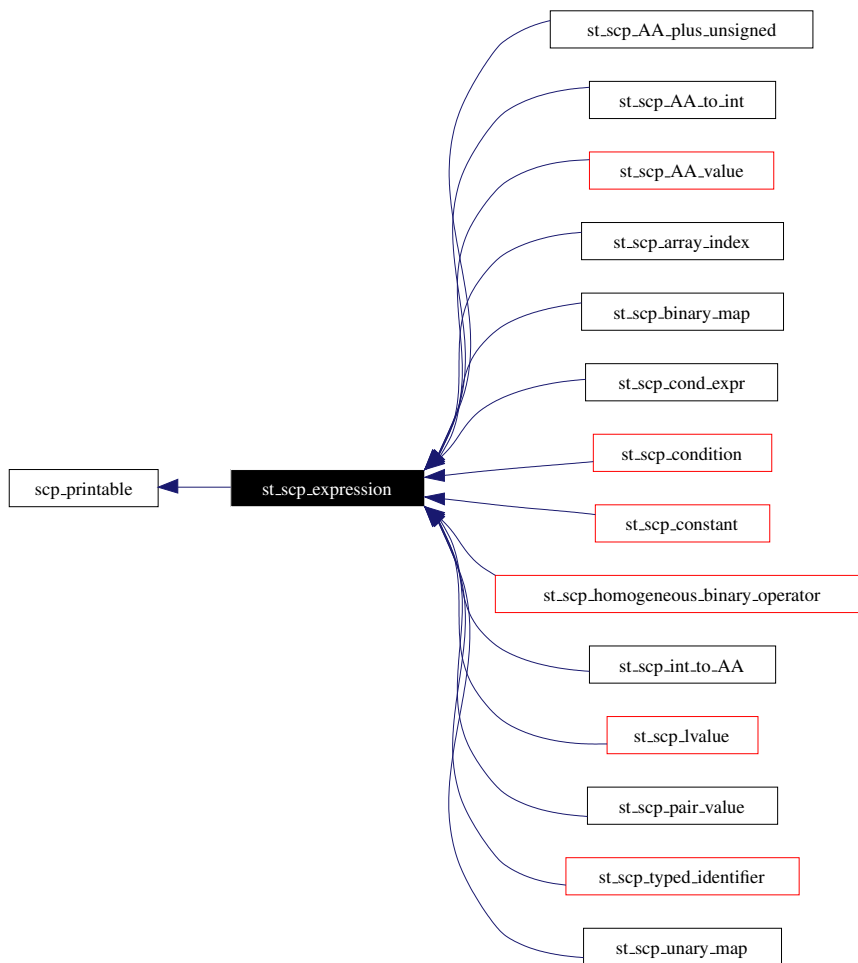 st_scp_AA_plus_unsigned
st_scp_AA_to_int
st_scp_AA_value
st_scp_array_index
st_scp_binary_map
st_scp_cond_expr
st_scp_condition
scp_printable
st_scp_expression
st_scp_constant
st_scp_homogeneous_binary_operator
st_scp_int_to_AA
st_scp_lvalue
st_scp_pair_value
st_scp_typed_identifier
st_scp_unary_map